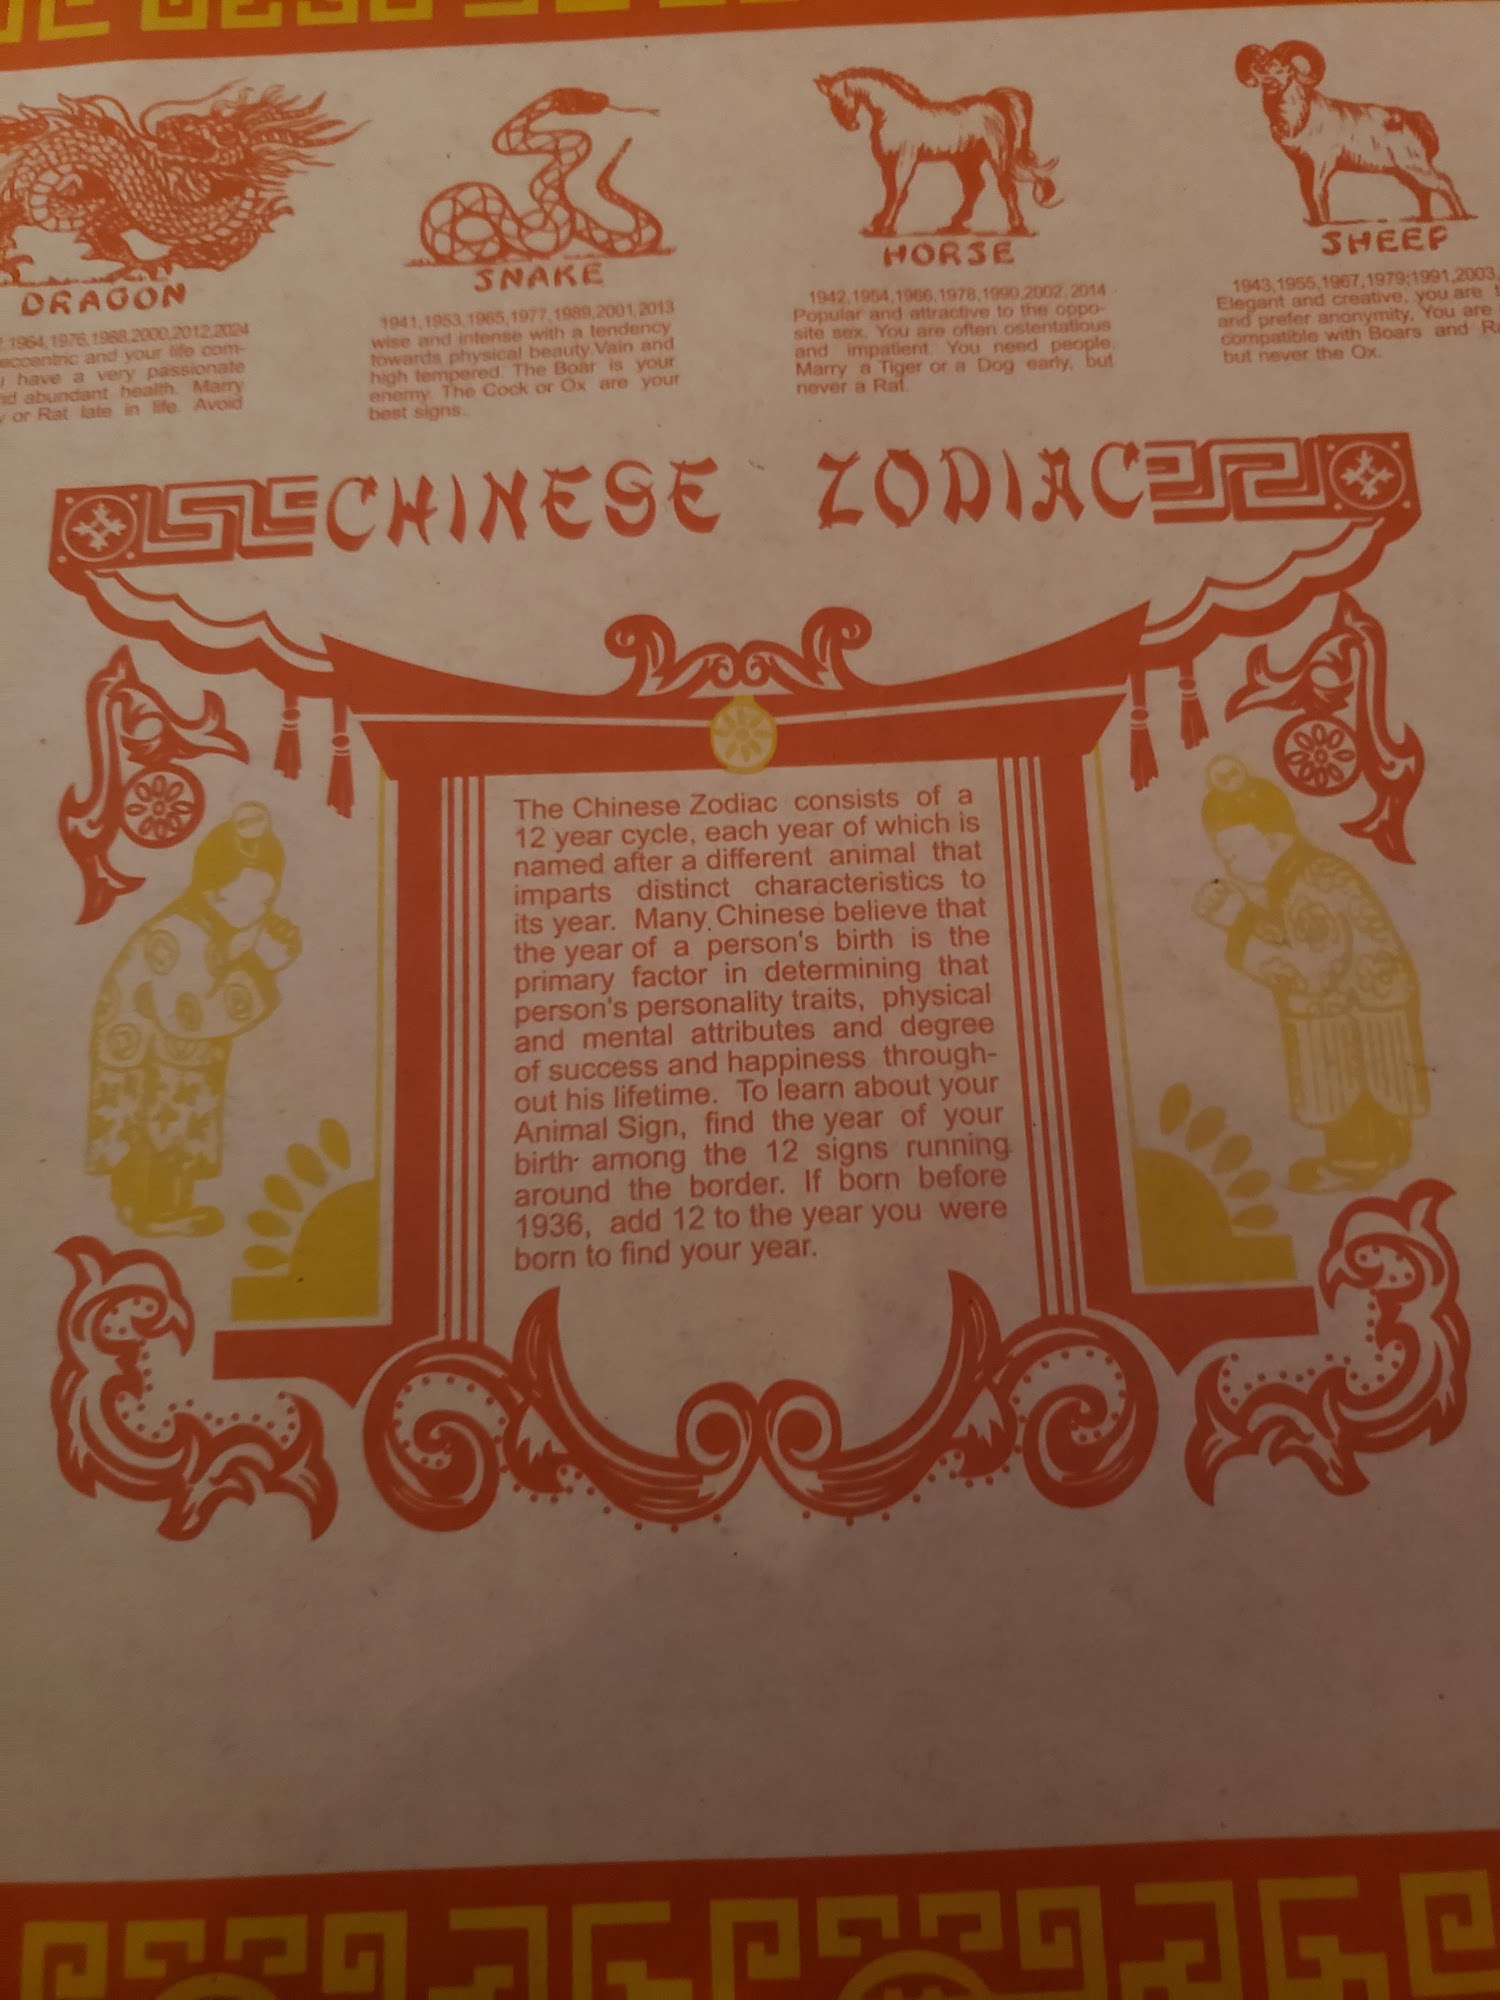 DRAGON
1964,1976,1988,2000,2012,2024
eccentric and your life com-
have a very passionate
abundant health. Marry
or Rat late in life. Avoid
SNAKE
1941,1953,1965,1977,1989,2001,2013
wise and intense with a tendency
towards physical beauty.Vain and
high tempered. The Boar is your
enemy. The Cock or Ox are your
best signs.
HORSE
1942,1954,1966,1978,1990,2002,2014
Popular and attractive to the oppo-
site sex. You are often ostentatious
and impatient. You need people.
Marry a Tiger or a Dog early, but
never a Rat.
SHEEP
1943,1955,1967,1979;1991,2003,
Elegant and creative, you are
and prefer anonymity. You are
compatible with Boars and
but never the Ox.
CHINESE ZODIAC
The Chinese Zodiac consists of a
12 year cycle, each year of which is
named after a different animal that
imparts distinct characteristics to
its year. Many Chinese believe that
the year of a person's birth is the
primary factor in determining that
person's personality traits, physical
and mental attributes and degree
of success and happiness through-
out his lifetime. To learn about your
Animal Sign, find the year of your
birth among the 12 signs running
around the border. If born before
1936, add 12 to the year you were
born to find your year.